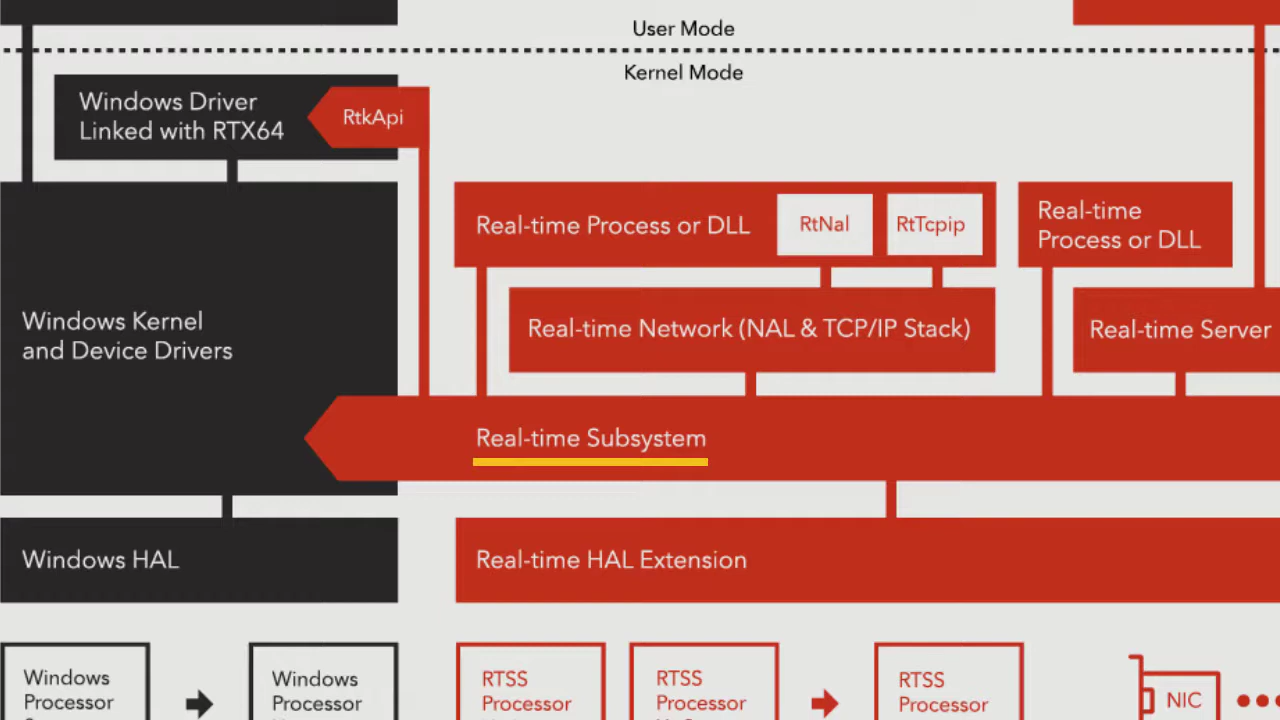 User Mode
Kernel Mode
Windows Driver
Linked with RTX64
RtkApi
Real-time Process or DLL
RtNal
RtTcpip
Real-time
Process or DLL
Windows Kernel
and Device Drivers
Real-time Network (NAL & TCP/IP Stack)
Real-time Server
Real-time Subsystem
Windows HAL
Real-time HAL Extension
Windows
Processor
Windows
Processor
RTSS
Processor
RTSS
Processor
RTSS
Processor
NIC